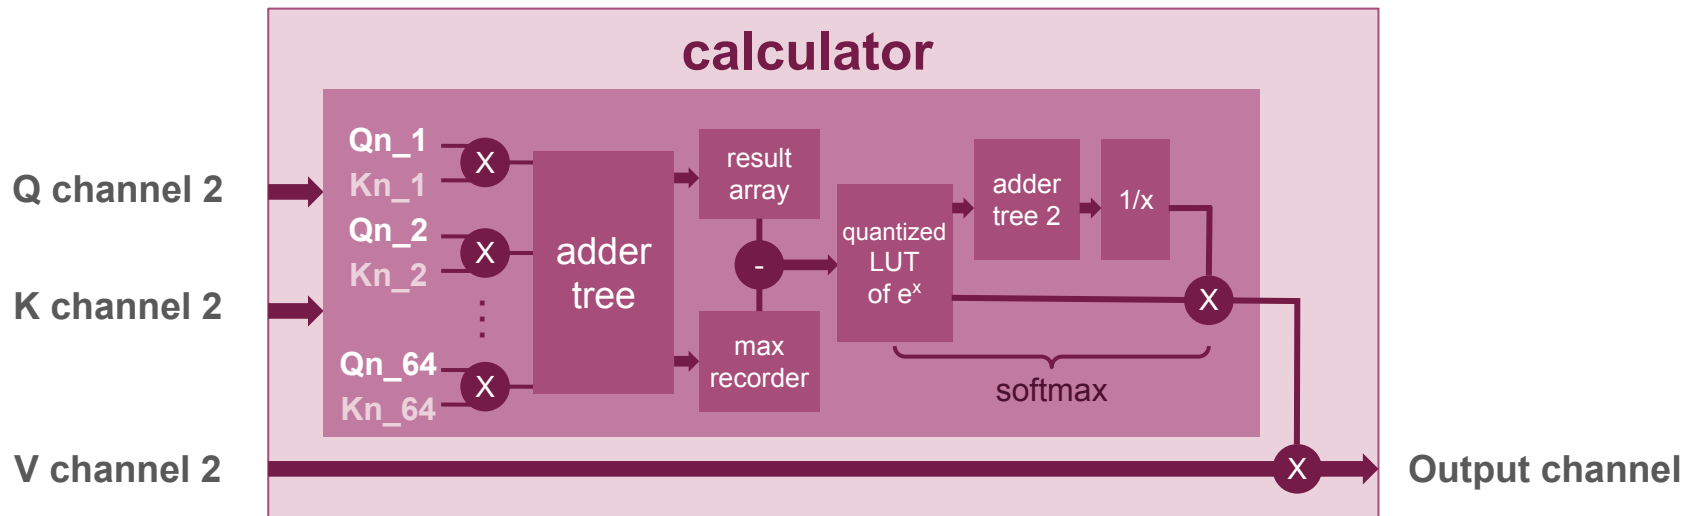 calculator
Q channel 2
K channel 2
V channel 2
Qn_1
Kn_1
X
Qn_2
Kn_2
X
⋮
Qn_64
Kn_64
X
adder
tree
result
array
-
max
recorder
quantized
LUT
of eˣ
adder
tree 2
1/x
X
softmax
X
Output channel